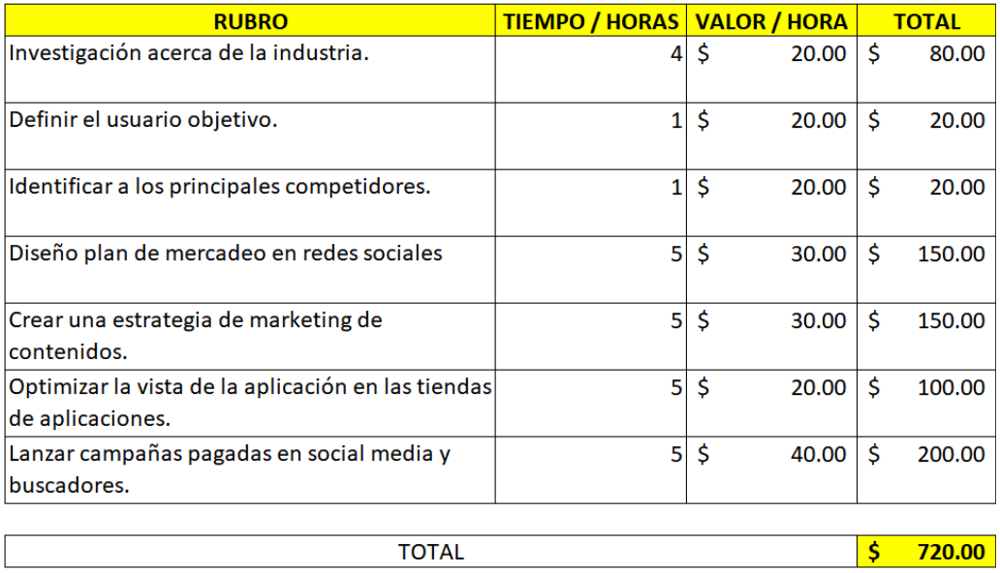 RUBRO TIEMPO / HORAS VALOR / HORA TOTAL
Investigación acerca de la industria. 4 $ 20.00 $ 80.00
Definir el usuario objetivo. 1 $ 20.00 $ 20.00
Identificar a los principales competidores. 1 $ 20.00 $ 20.00
Diseño plan de mercadeo en redes sociales 5 $ 30.00 $ 150.00
Crear una estrategia de marketing de 5 $ 30.00 $ 150.00
contenidos.
Optimizar la vista de la aplicación en las tiendas 5 $ 20.00 $ 100.00
de aplicaciones.
Lanzar campañas pagadas en social media y 5 $ 40.00 $ 200.00
buscadores.
TOTAL $ 720.00